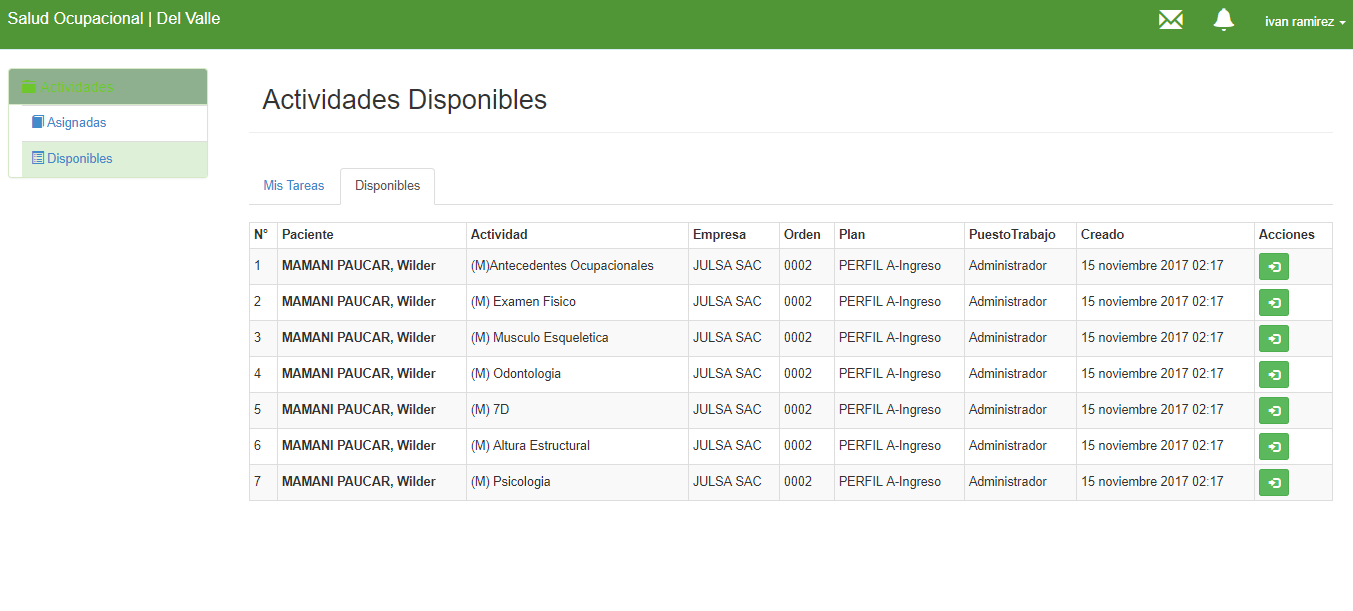 Salud Ocupacional | Del Valle
ivan ramirez
Actividades
Asignadas
Disponibles
Actividades Disponibles
Mis Tareas Disponibles
N° Paciente Actividad Empresa Orden Plan PuestoTrabajo Creado Acciones
1 MAMANI PAUCAR, Wilder (M)Antecedentes Ocupacionales JULSA SAC 0002 PERFIL A-Ingreso Administrador 15 noviembre 2017 02:17
2 MAMANI PAUCAR, Wilder (M) Examen Fisico JULSA SAC 0002 PERFIL A-Ingreso Administrador 15 noviembre 2017 02:17
3 MAMANI PAUCAR, Wilder (M) Musculo Esqueletica JULSA SAC 0002 PERFIL A-Ingreso Administrador 15 noviembre 2017 02:17
4 MAMANI PAUCAR, Wilder (M) Odontologia JULSA SAC 0002 PERFIL A-Ingreso Administrador 15 noviembre 2017 02:17
5 MAMANI PAUCAR, Wilder (M) 7D JULSA SAC 0002 PERFIL A-Ingreso Administrador 15 noviembre 2017 02:17
6 MAMANI PAUCAR, Wilder (M) Altura Estructural JULSA SAC 0002 PERFIL A-Ingreso Administrador 15 noviembre 2017 02:17
7 MAMANI PAUCAR, Wilder (M) Psicologia JULSA SAC 0002 PERFIL A-Ingreso Administrador 15 noviembre 2017 02:17